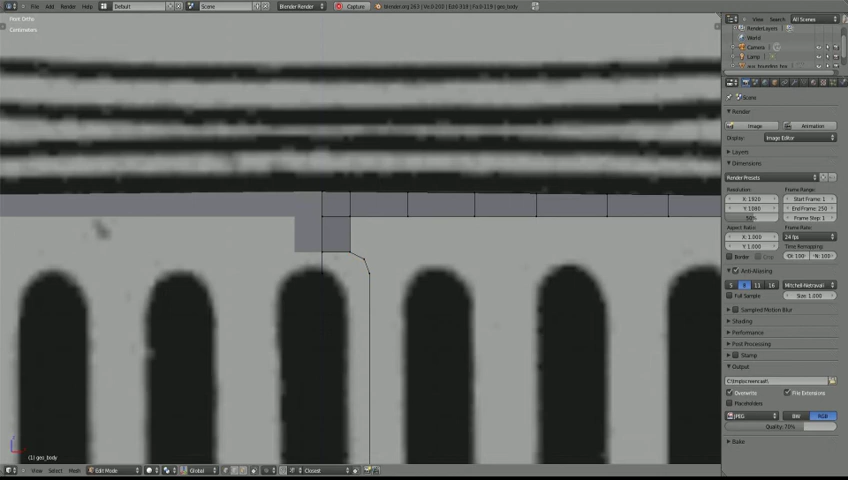 File Add Render Help Default Scene Blender Render Capture
Front Ortho
Centimeters
View Search All Scenes
RenderLayers
World
Camera
Lamp
Scene
Render
Image Animation
Display: Image Editor
Layers
Dimensions
Render Presets
Resolution: Frame Range:
X: 1920 Start Frame: 1
Y: 1080 End Frame: 250
50% Frame Step: 1
Aspect Ratio: Frame Rate:
X: 1.000 24 fps
Y: 1.000 Time Remapping:
Border Crop
Anti-Aliasing
5 8 11 16 Mitchell-Netravali
Full Sample Size: 1.000
Sampled Motion Blur
Shading
Performance
Post Processing
Stamp
Output
Overwrite File Extensions
Placeholders
JPEG BW RGB
Quality: 70%
Bake
(1) geo_body
View Select Mesh Edit Mode Global Closest